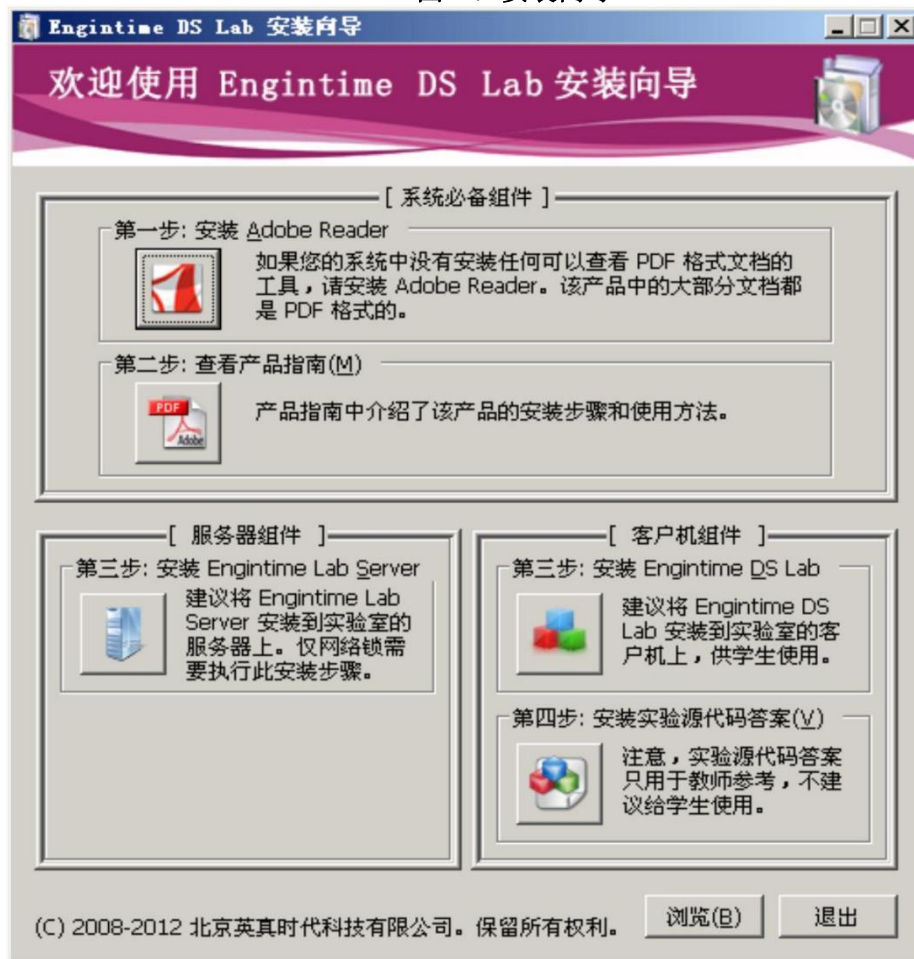 Engintime DS Lab 安装向导
欢迎使用 Engintime DS Lab 安装向导
[ 系统必备组件 ]
第一步: 安装 Adobe Reader
如果您的系统中没有安装任何可以查看 PDF 格式文档的
工具，请安装 Adobe Reader。该产品中的大部分文档都
是 PDF 格式的。
第二步: 查看产品指南(M)
PDF
Adobe
产品指南中介绍了该产品的安装步骤和使用方法。
[ 服务器组件 ]
第三步: 安装 Engintime Lab Server
建议将 Engintime Lab
Server 安装到实验室的
服务器上。仅网络锁需
要执行此安装步骤。
[ 客户机组件 ]
第三步: 安装 Engintime DS Lab
建议将 Engintime DS
Lab 安装到实验室的客
户机上，供学生使用。
第四步: 安装实验源代码答案(V)
注意，实验源代码答案
只用于教师参考，不建
议给学生使用。
(C) 2008-2012 北京英真时代科技有限公司。保留所有权利。
浏览(B)
退出